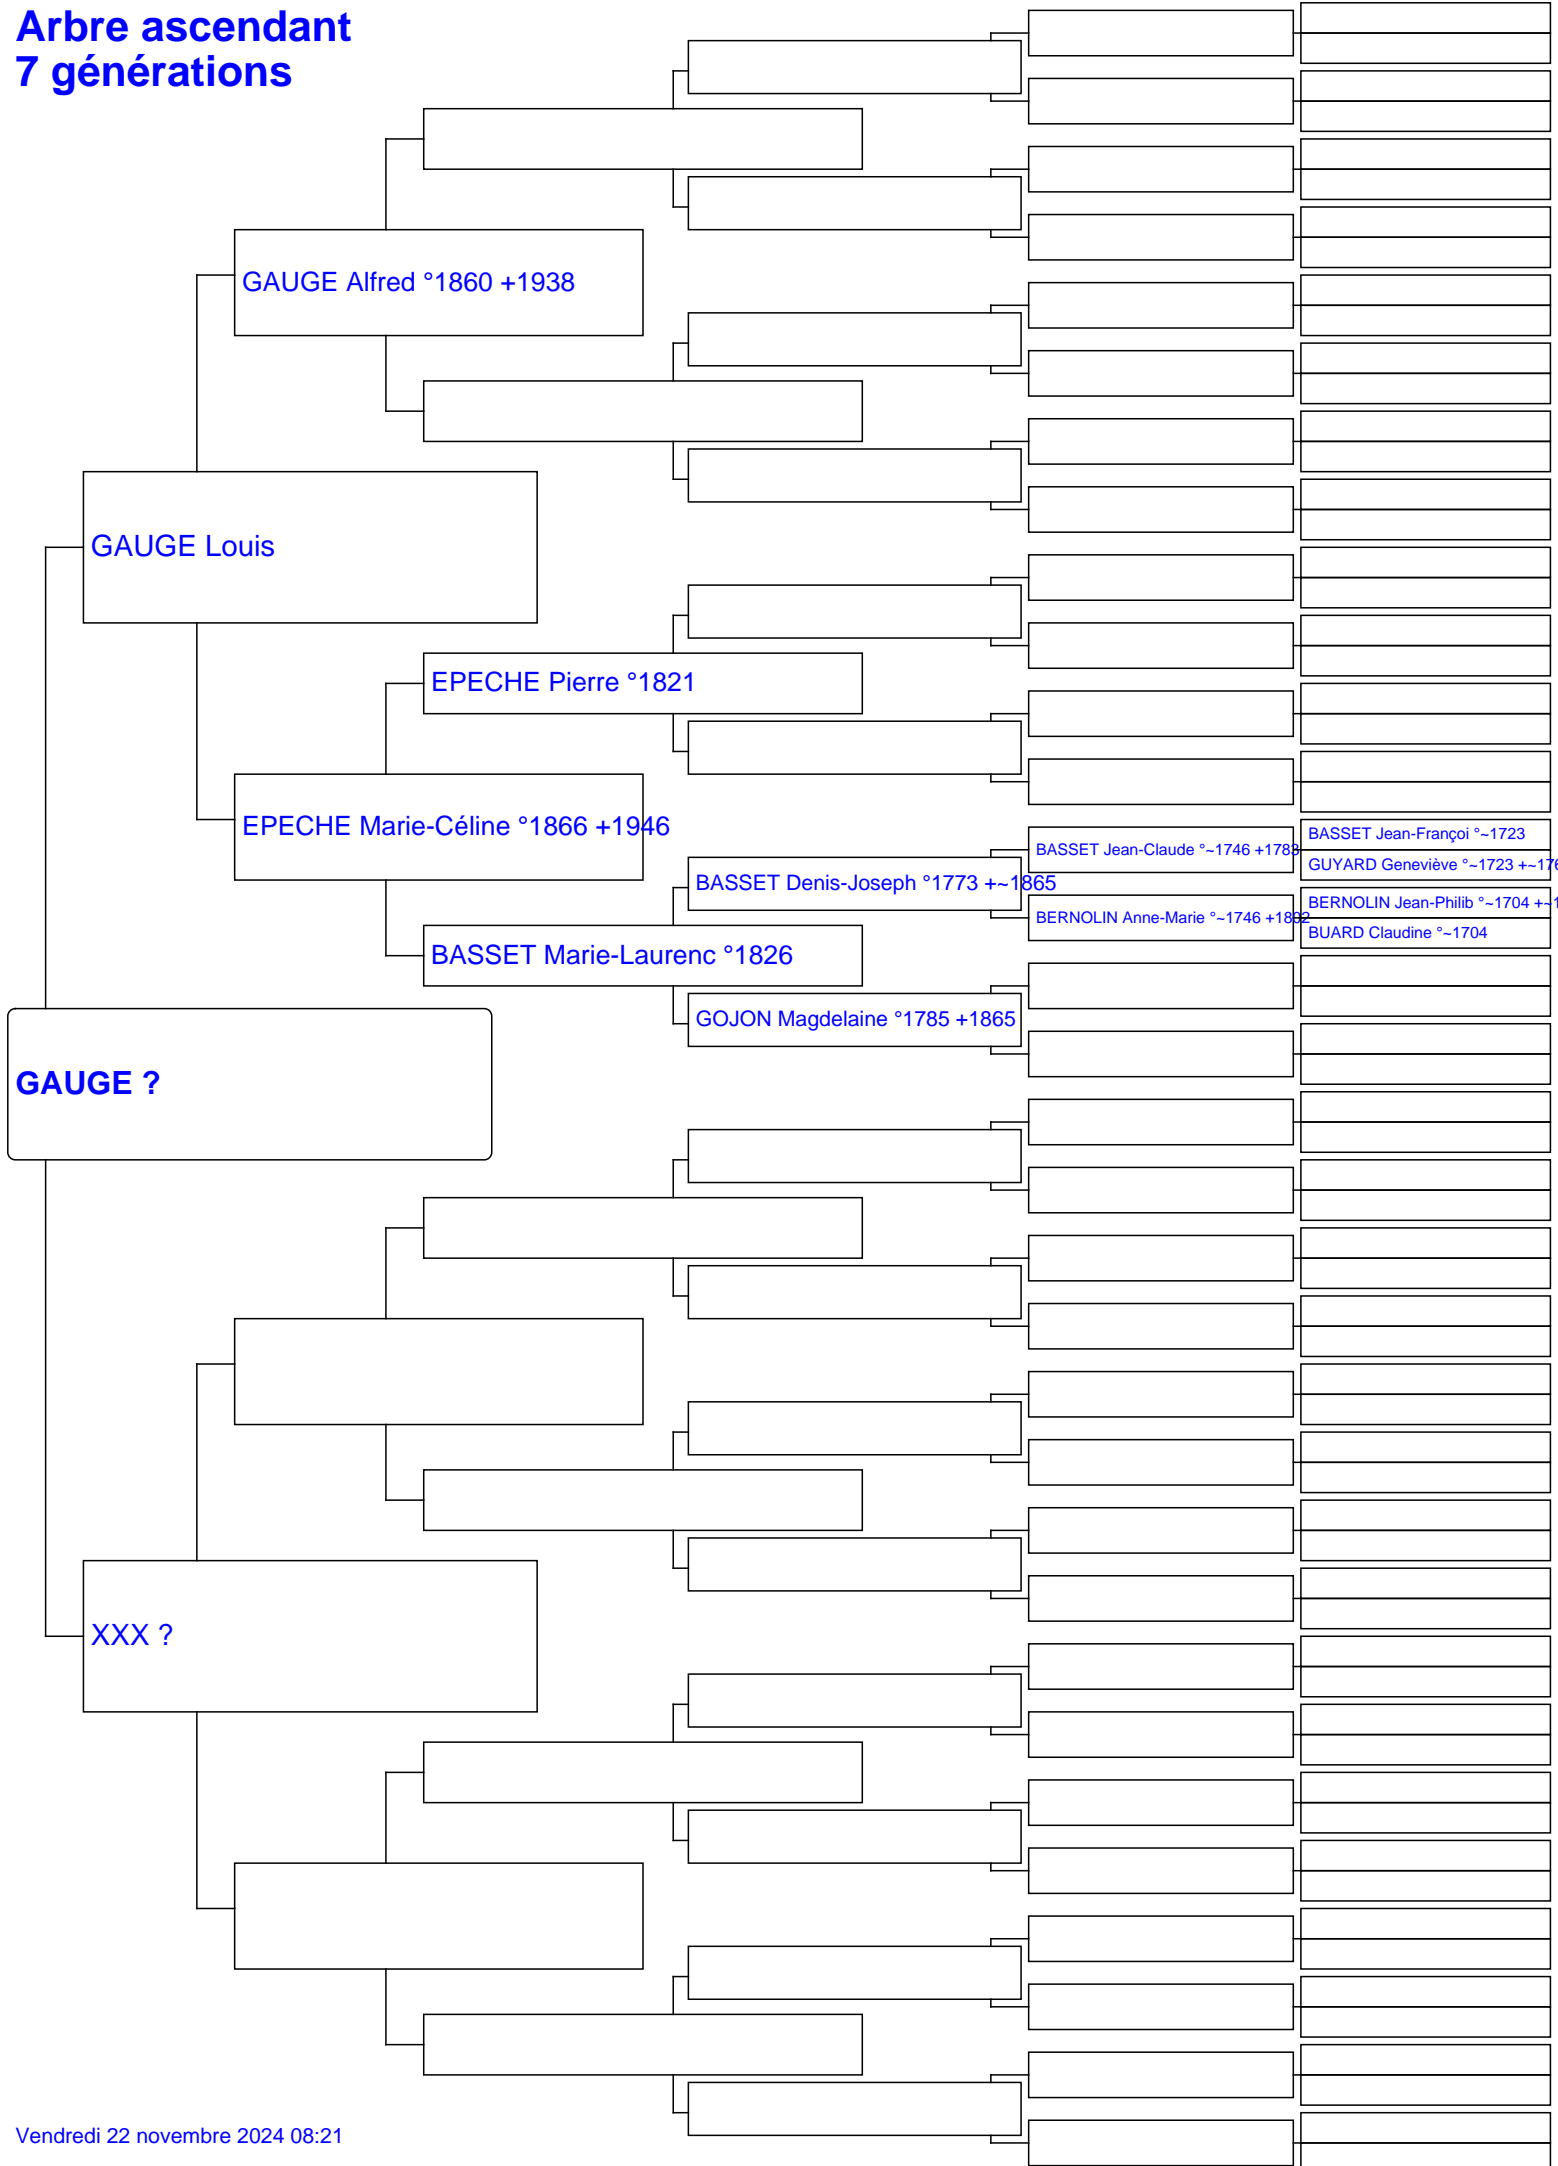 Arbre ascendant
7 générations
GAUGE Alfred °1860 +1938
GAUGE Louis
EPECHE Pierre °1821
EPECHE Marie-Céline °1866 +1946
BASSET Jean-Françoi °~1723
BASSET Jean-Claude °~1746 +1783
GUYARD Geneviève °~1723 +~176
BASSET Denis-Joseph °1773 +~1865
BERNOLIN Jean-Philib °~1704 +~1
BERNOLIN Anne-Marie °~1746 +1802
BUARD Claudine °~1704
BASSET Marie-Laurenc °1826
GOJON Magdelaine °1785 +1865
GAUGE ?
XXX ?
Vendredi 22 novembre 2024 08:21